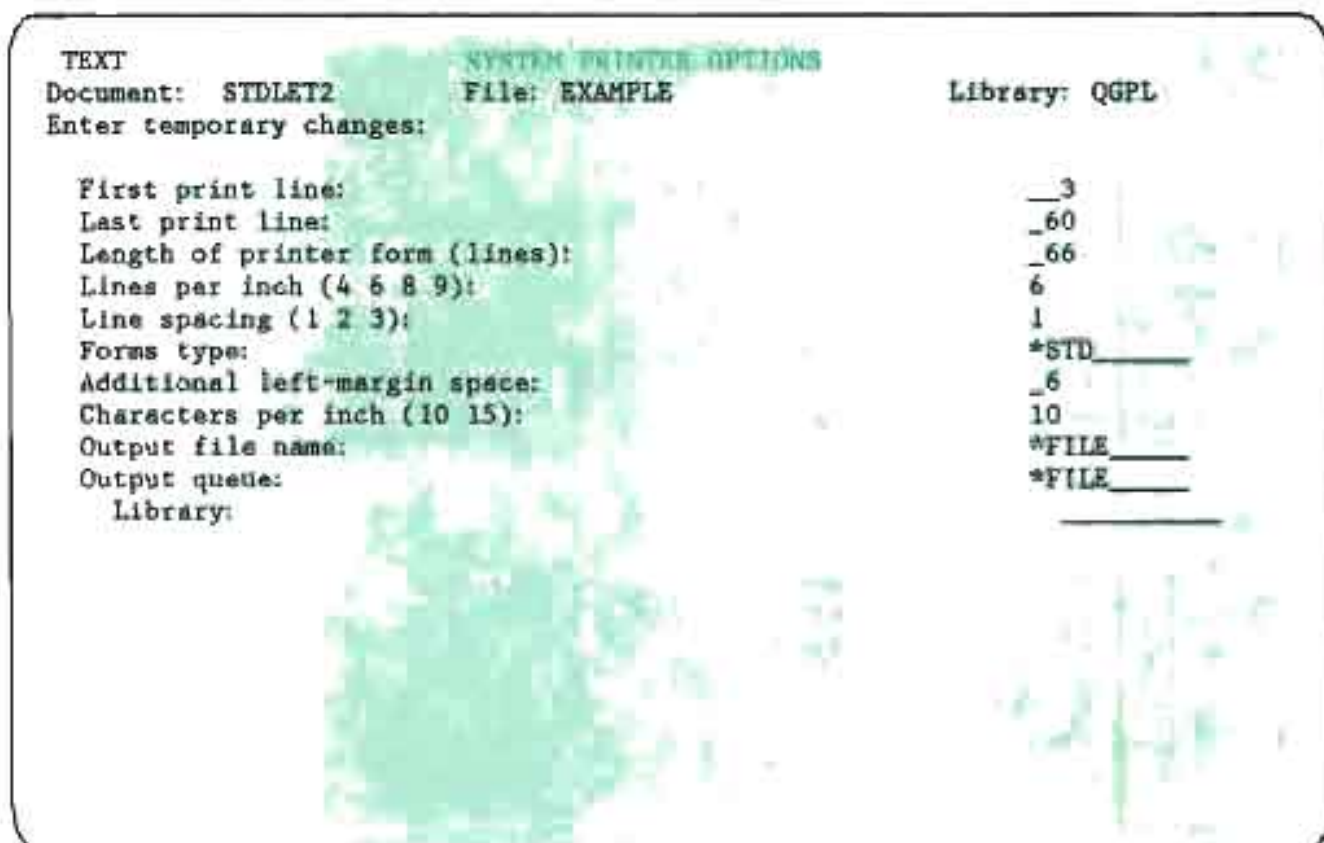 TEXT SYSTEM PRINTER OPTIONS
Document: STDLET2 File: EXAMPLE Library: QGPL
Enter temporary changes:
First print line: __3
Last print line: _60
Length of printer form (lines): _66
Lines per inch (4 6 8 9): 6
Line spacing (1 2 3): 1
Forms type: *STD______
Additional left-margin space: _6
Characters per inch (10 15): 10
Output file name: *FILE_____
Output queue: *FILE_____
Library: __________